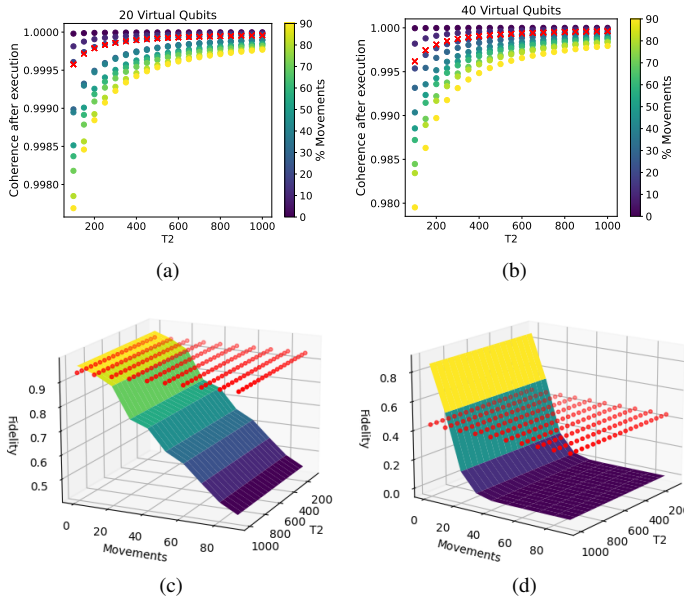 20 Virtual Qubits
Coherence after execution
1.0000
0.9995
0.9990
0.9985
0.9980
200 400 600 800 1000
T2
90
80
70
60
50
40
30
20
10
0
% Movements
(a)
40 Virtual Qubits
Coherence after execution
1.000
0.995
0.990
0.985
0.980
200 400 600 800 1000
T2
90
80
70
60
50
40
30
20
10
0
% Movements
(b)
Fidelity
0.9
0.8
0.7
0.6
0.5
0 20 40 60 80
Movements
200
400
600
800
1000
T2
(c)
Fidelity
0.8
0.6
0.4
0.2
0.0
0 20 40 60 80
Movements
200
400
600
800
1000
T2
(d)